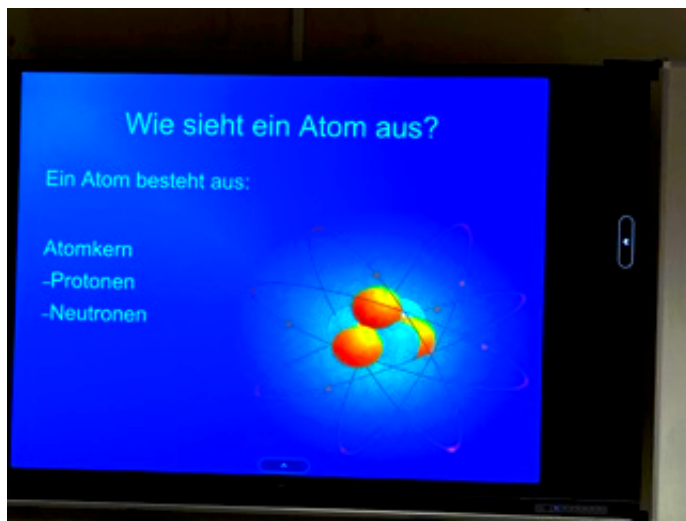 Wie sieht ein Atom aus?
Ein Atom besteht aus:
Atomkern
-Protonen
-Neutronen